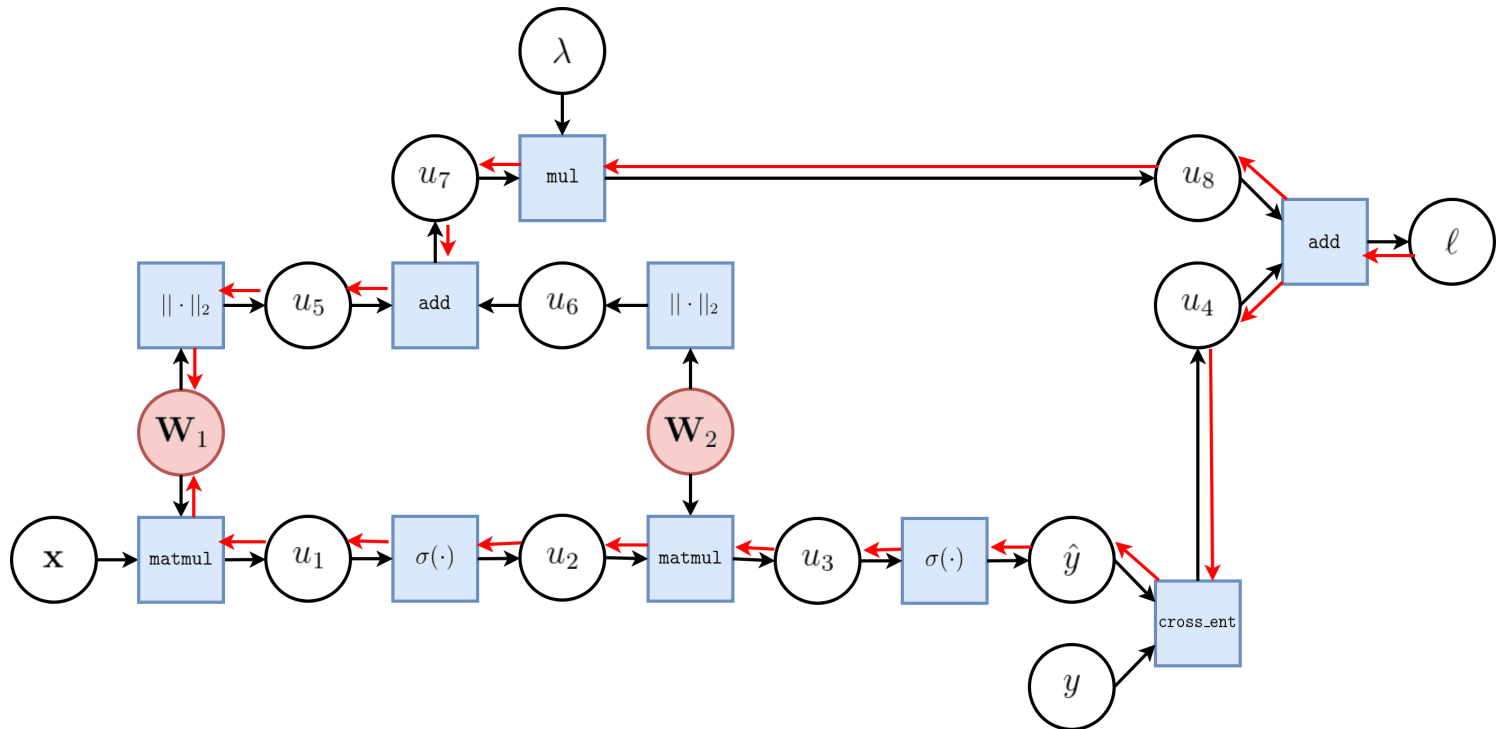 λ
u₇
mul
u₈
add
ℓ
|| · ||₂
u₅
add
u₆
|| · ||₂
u₄
W₁
W₂
x
matmul
u₁
σ(·)
u₂
matmul
u₃
σ(·)
ŷ
cross_ent
y